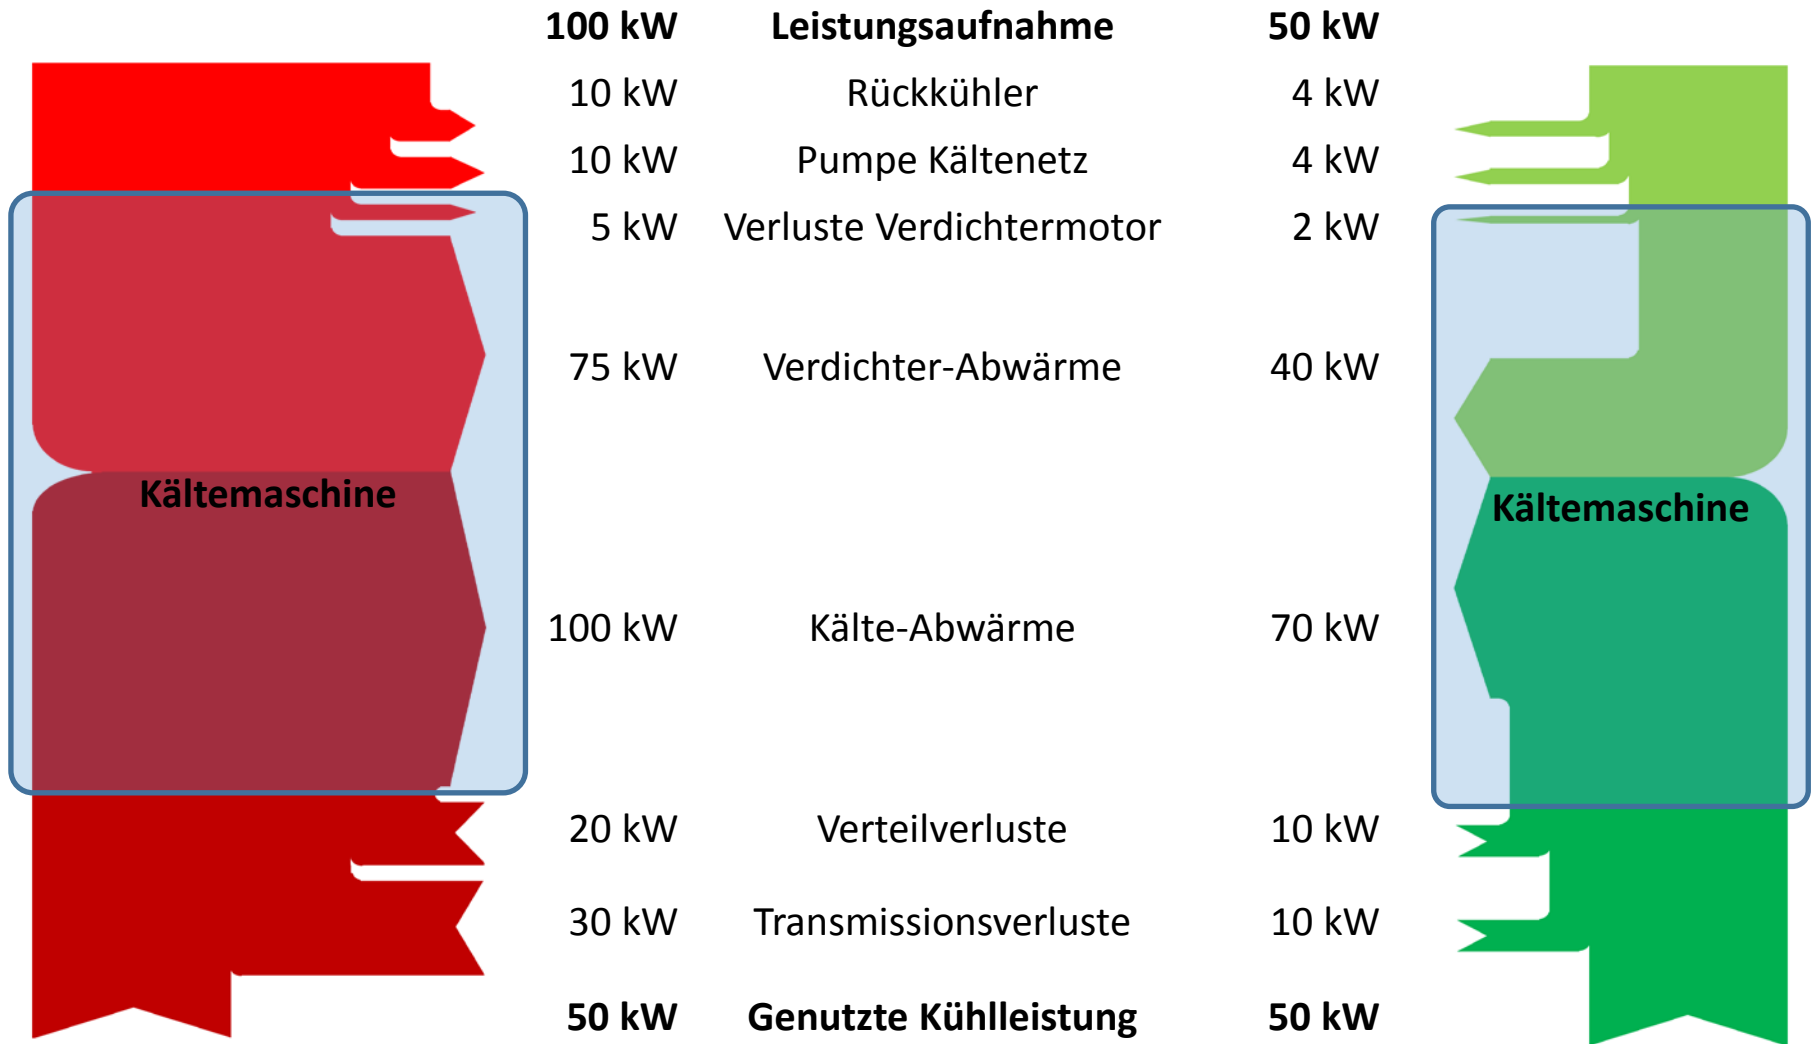 100 kW Leistungsaufnahme 50 kW
10 kW Rückkühler 4 kW
10 kW Pumpe Kältenetz 4 kW
5 kW Verluste Verdichtermotor 2 kW
75 kW Verdichter-Abwärme 40 kW
Kältemaschine Kältemaschine
100 kW Kälte-Abwärme 70 kW
20 kW Verteilverluste 10 kW
30 kW Transmissionsverluste 10 kW
50 kW Genutzte Kühlleistung 50 kW